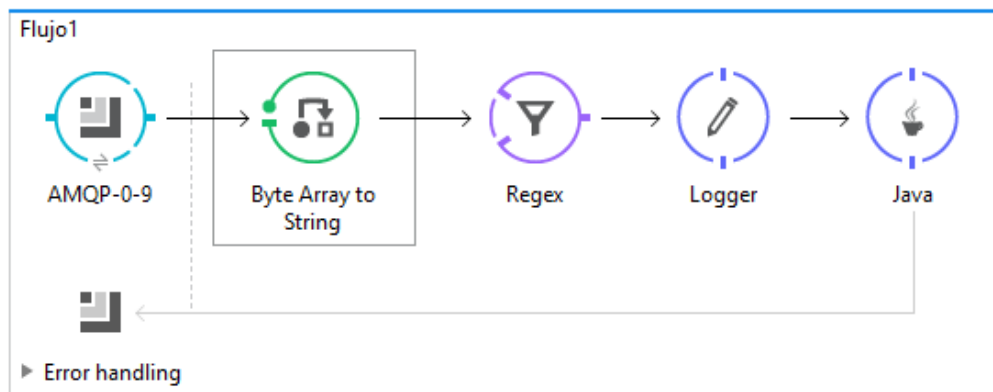 Flujo1
AMQP-0-9
Byte Array to
String
Regex
Logger
Java
Error handling